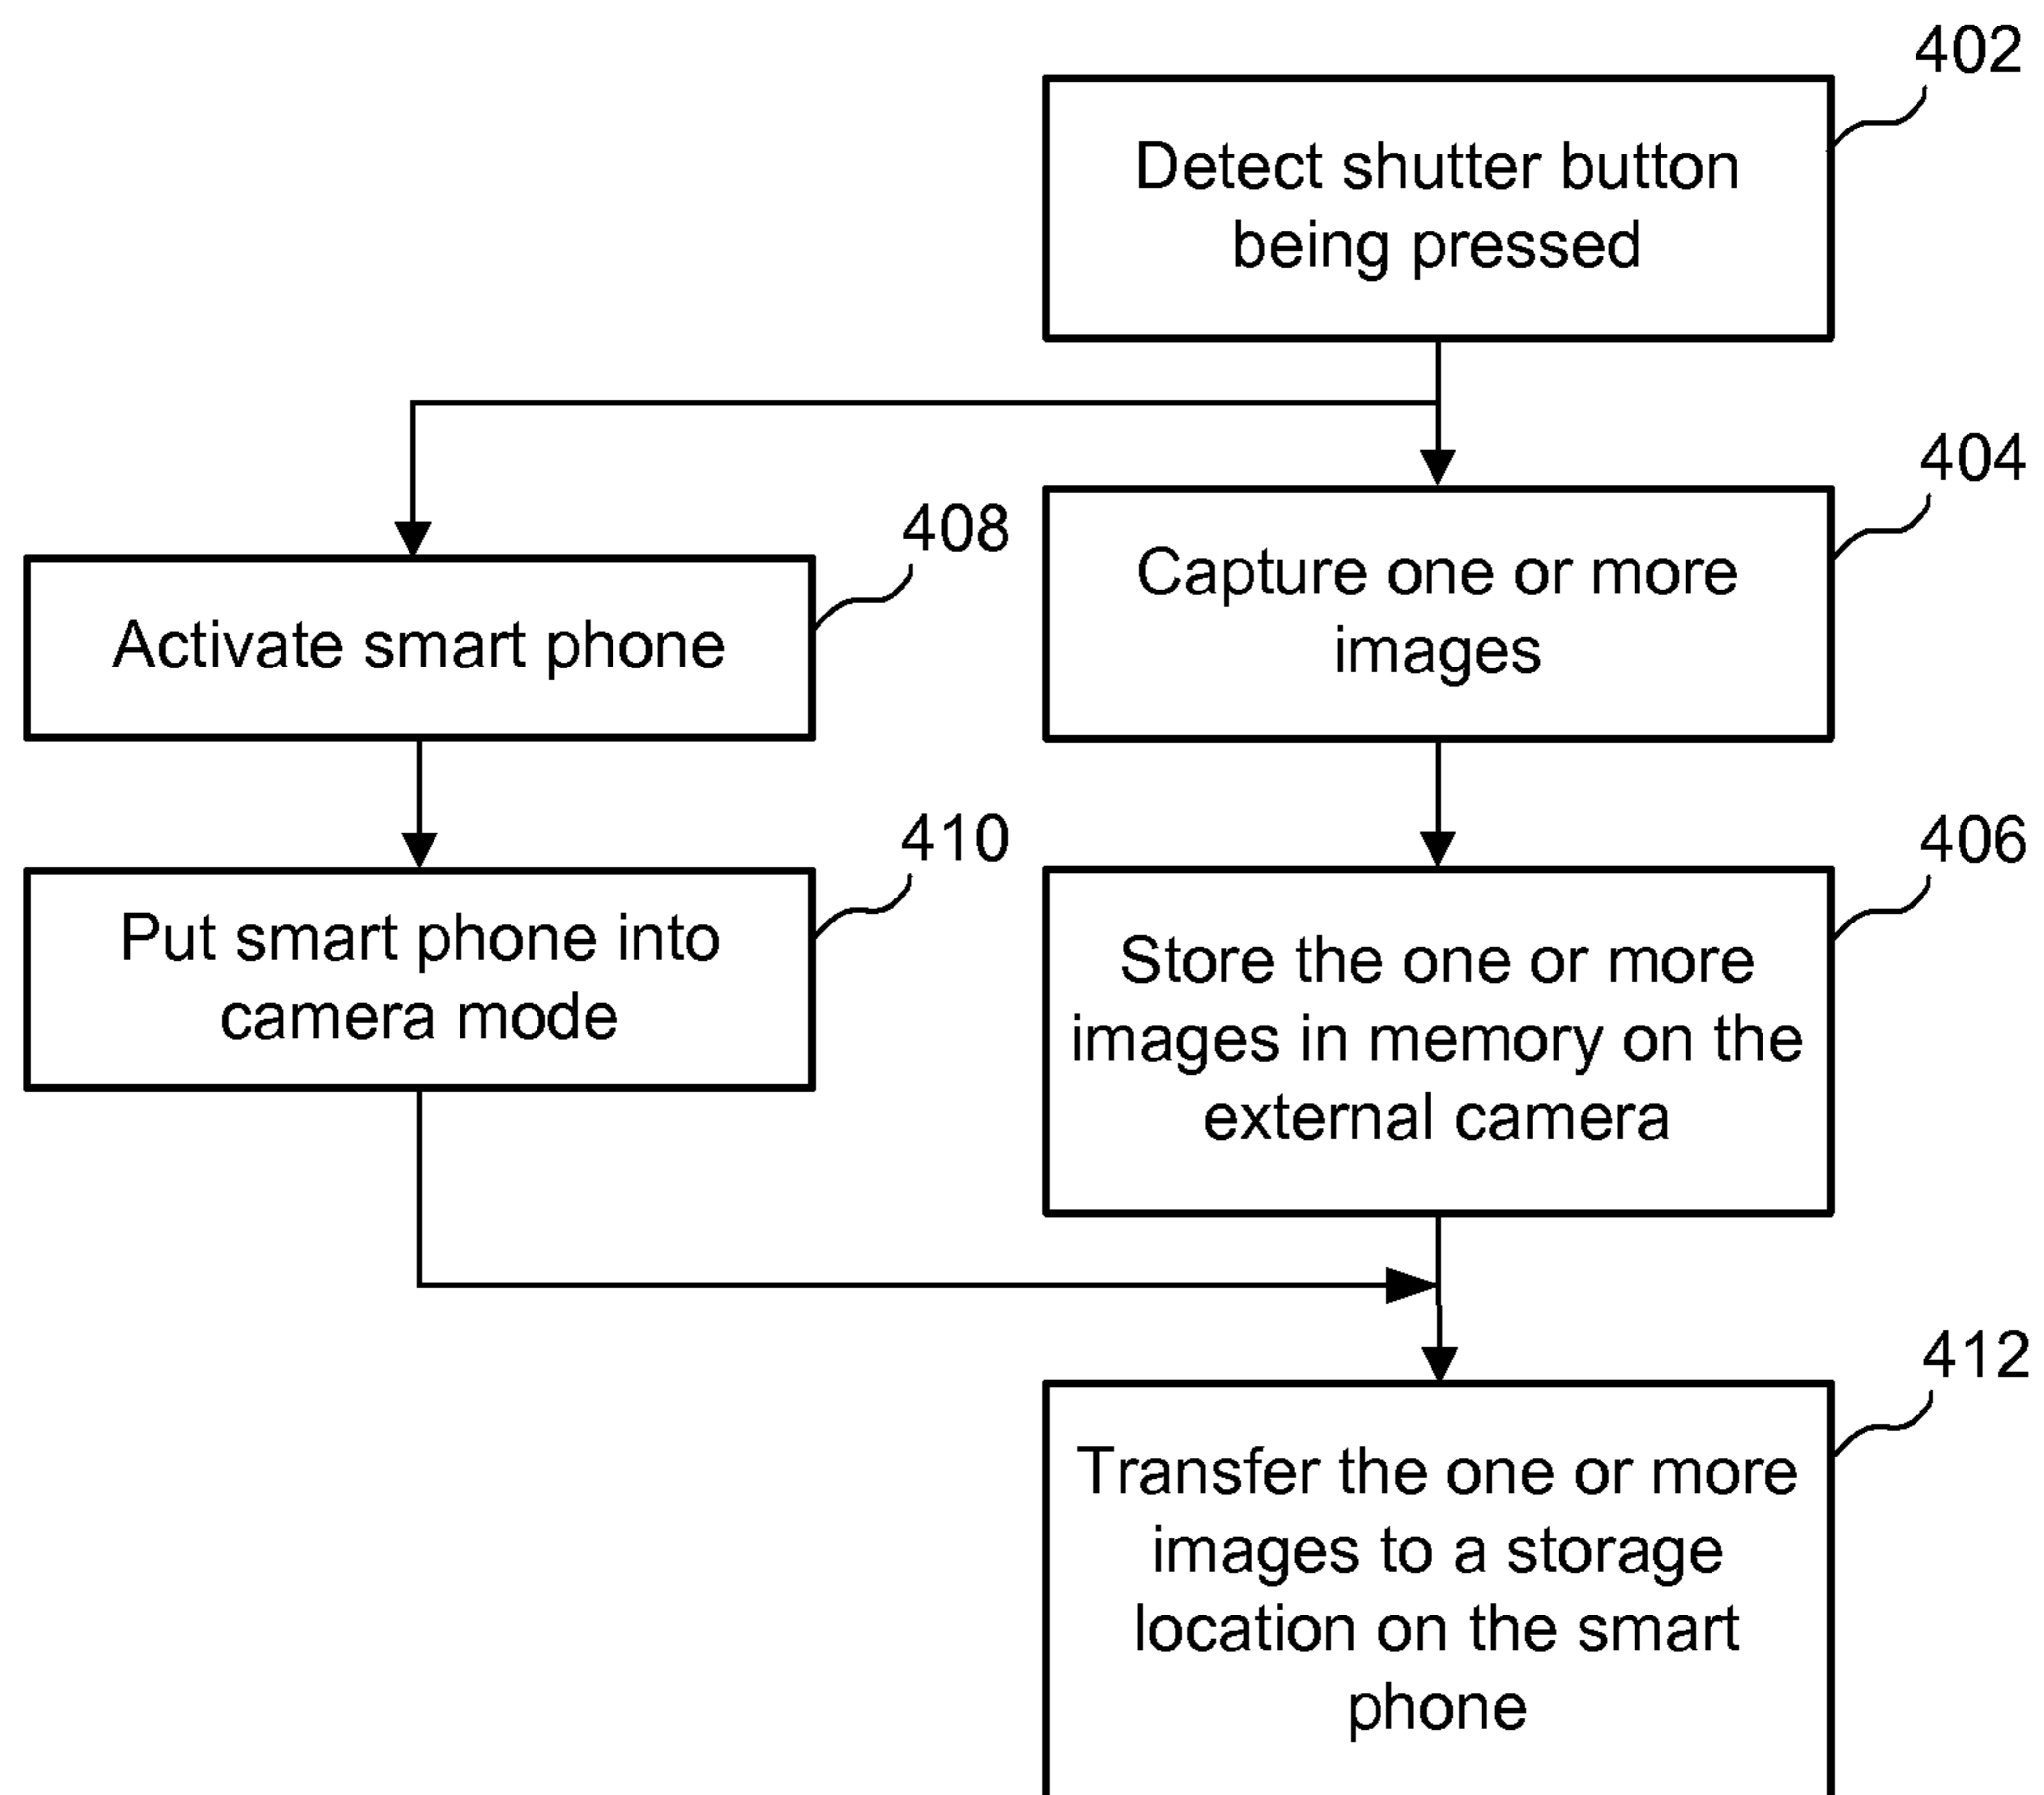 402
Detect shutter button
being pressed
404
Capture one or more
images
408
Activate smart phone
410
Put smart phone into
camera mode
406
Store the one or more
images in memory on the
external camera
412
Transfer the one or more
images to a storage
location on the smart
phone